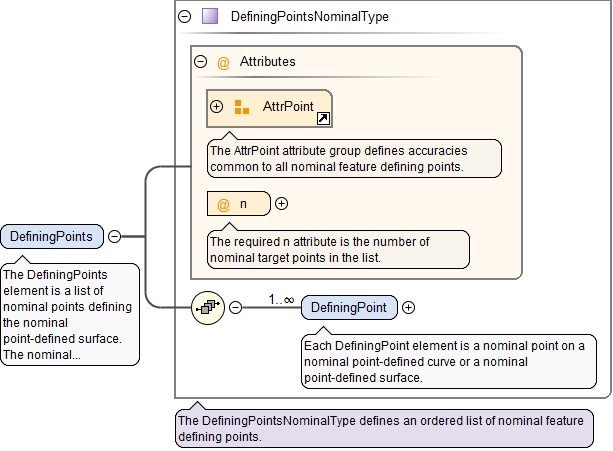 DefiningPointsNominalType
@ Attributes
AttrPoint
The AttrPoint attribute group defines accuracies
common to all nominal feature defining points.
@ n
The required n attribute is the number of
nominal target points in the list.
DefiningPoints
The DefiningPoints
element is a list of
nominal points defining
the nominal
point-defined surface.
The nominal...
1..∞
DefiningPoint
Each DefiningPoint element is a nominal point on a
nominal point-defined curve or a nominal
point-defined surface.
The DefiningPointsNominalType defines an ordered list of nominal feature
defining points.